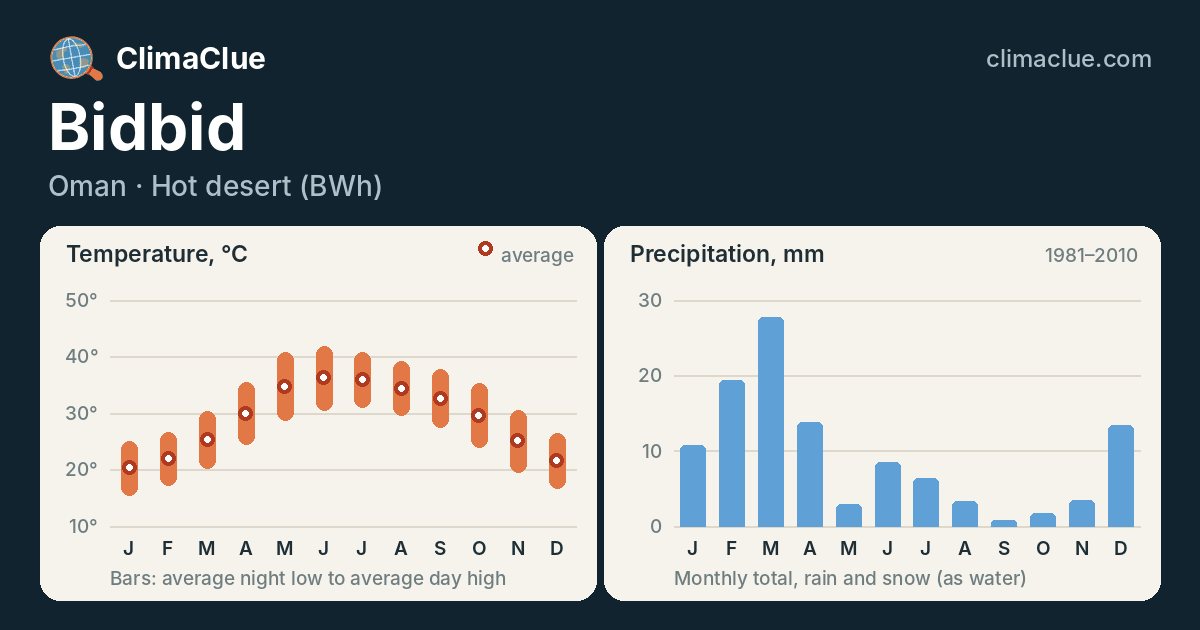 ClimaClue
climaclue.com
Bidbid
Oman · Hot desert (BWh)
Temperature, °C
average
50°
40°
30°
20°
10°
J F M A M J J A S O N D
Bars: average night low to average day high
Precipitation, mm
1981–2010
30
20
10
0
J F M A M J J A S O N D
Monthly total, rain and snow (as water)